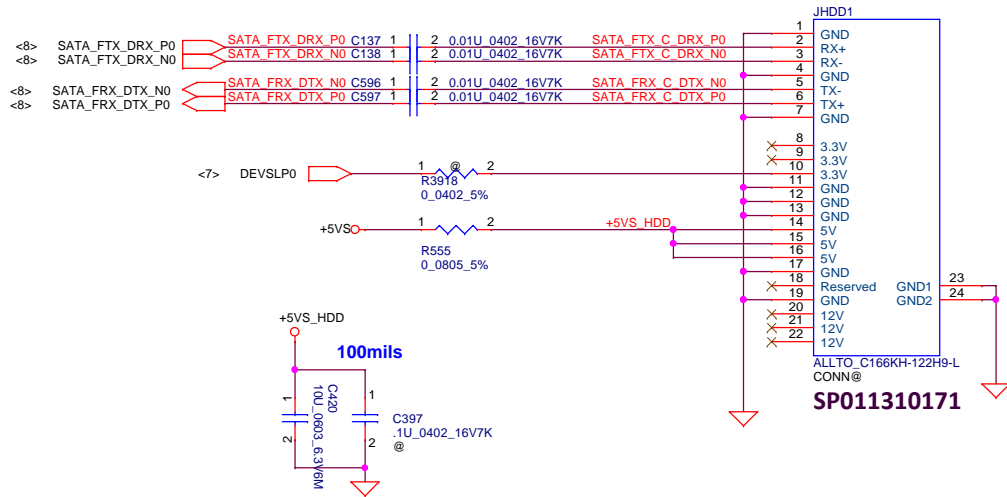 JHDD1
1 GND
<8> SATA_FTX_DRX_P0 SATA_FTX_DRX_P0 C137 1 2 0.01U_0402_16V7K SATA_FTX_C_DRX_P0 2 RX+
<8> SATA_FTX_DRX_N0 SATA_FTX_DRX_N0 C138 1 2 0.01U_0402_16V7K SATA_FTX_C_DRX_N0 3 RX-
4 GND
<8> SATA_FRX_DTX_N0 SATA_FRX_DTX_N0 C596 1 2 0.01U_0402_16V7K SATA_FRX_C_DTX_N0 5 TX-
<8> SATA_FRX_DTX_P0 SATA_FRX_DTX_P0 C597 1 2 0.01U_0402_16V7K SATA_FRX_C_DTX_P0 6 TX+
7 GND
8 3.3V
9 3.3V
<7> DEVSLP0 1 @ 2 10 3.3V
R3918
0_0402_5%
11 GND
12 GND
13 GND
+5VS 1 2 +5VS_HDD 14 5V
R555
0_0805_5%
15 5V
16 5V
17 GND
18 Reserved GND1 23
19 GND GND2 24
20 12V
21 12V
22 12V
ALLTO_C166KH-122H9-L
CONN@
SP011310171
+5VS_HDD
100mils
1 2 C420
10U_0603_6.3V6M
1 2 C397
.1U_0402_16V7K
@